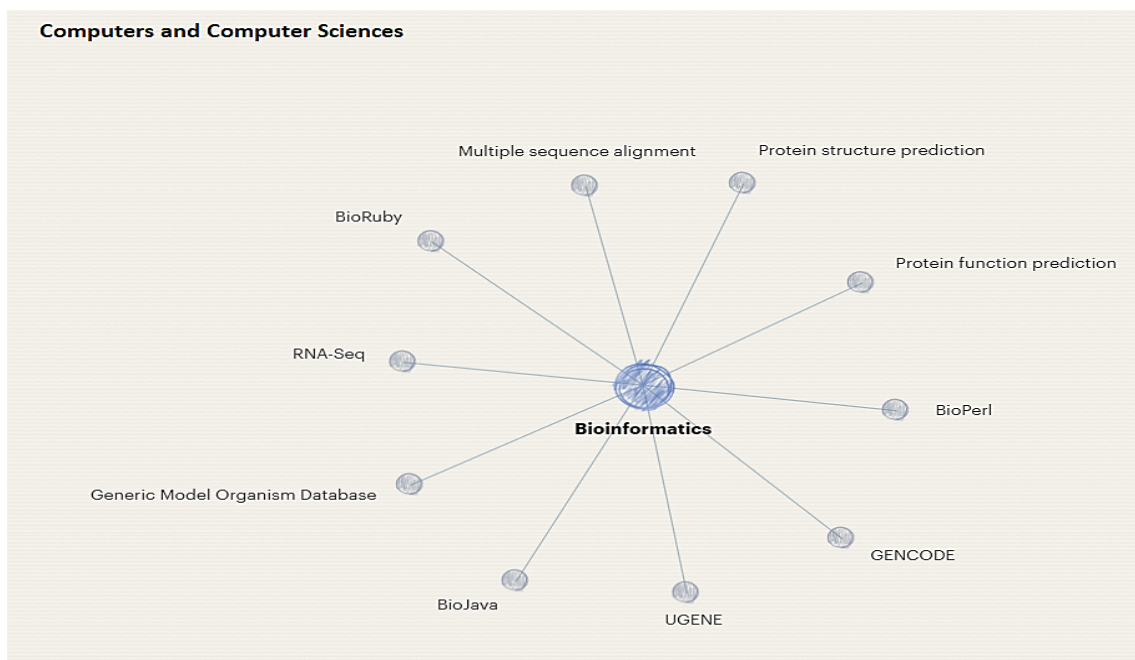 Computers and Computer Sciences
Multiple sequence alignment
Protein structure prediction
BioRuby
Protein function prediction
RNA-Seq
BioPerl
Bioinformatics
Generic Model Organism Database
GENCODE
BioJava
UGENE